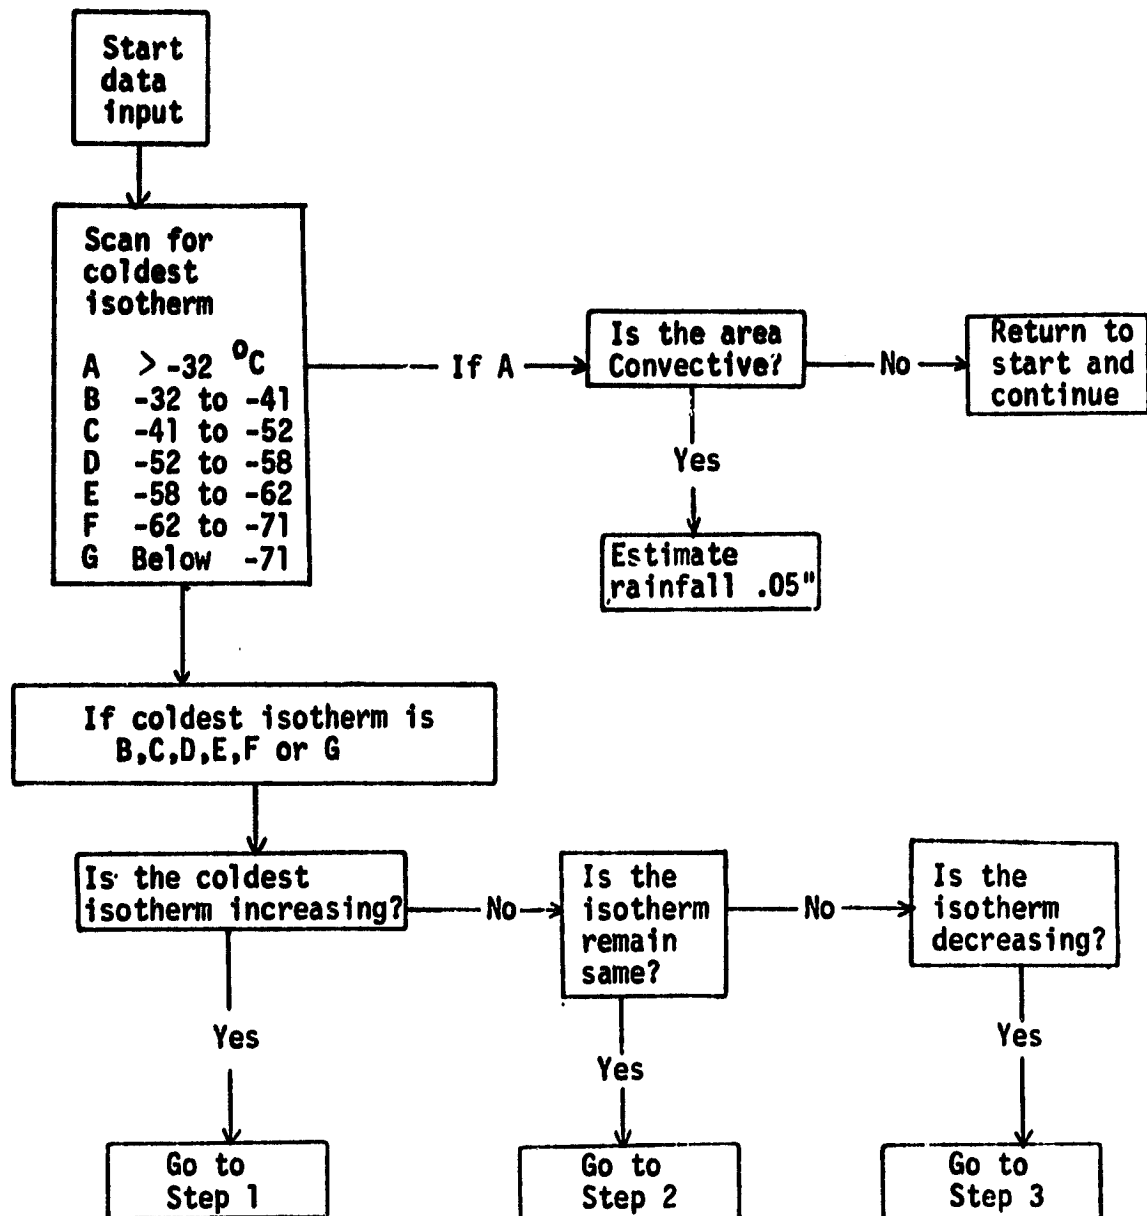 Start
data
input
Scan for
coldest
isotherm
A > -32 °C
B -32 to -41
C -41 to -52
D -52 to -58
E -58 to -62
F -62 to -71
G Below -71
If A
Is the area
Convective?
No
Return to
start and
continue
Yes
Estimate
rainfall .05"
If coldest isotherm is
B,C,D,E,F or G
Is the coldest
isotherm increasing?
No
Is the
isotherm
remain
same?
No
Is the
isotherm
decreasing?
Yes
Yes
Yes
Go to
Step 1
Go to
Step 2
Go to
Step 3